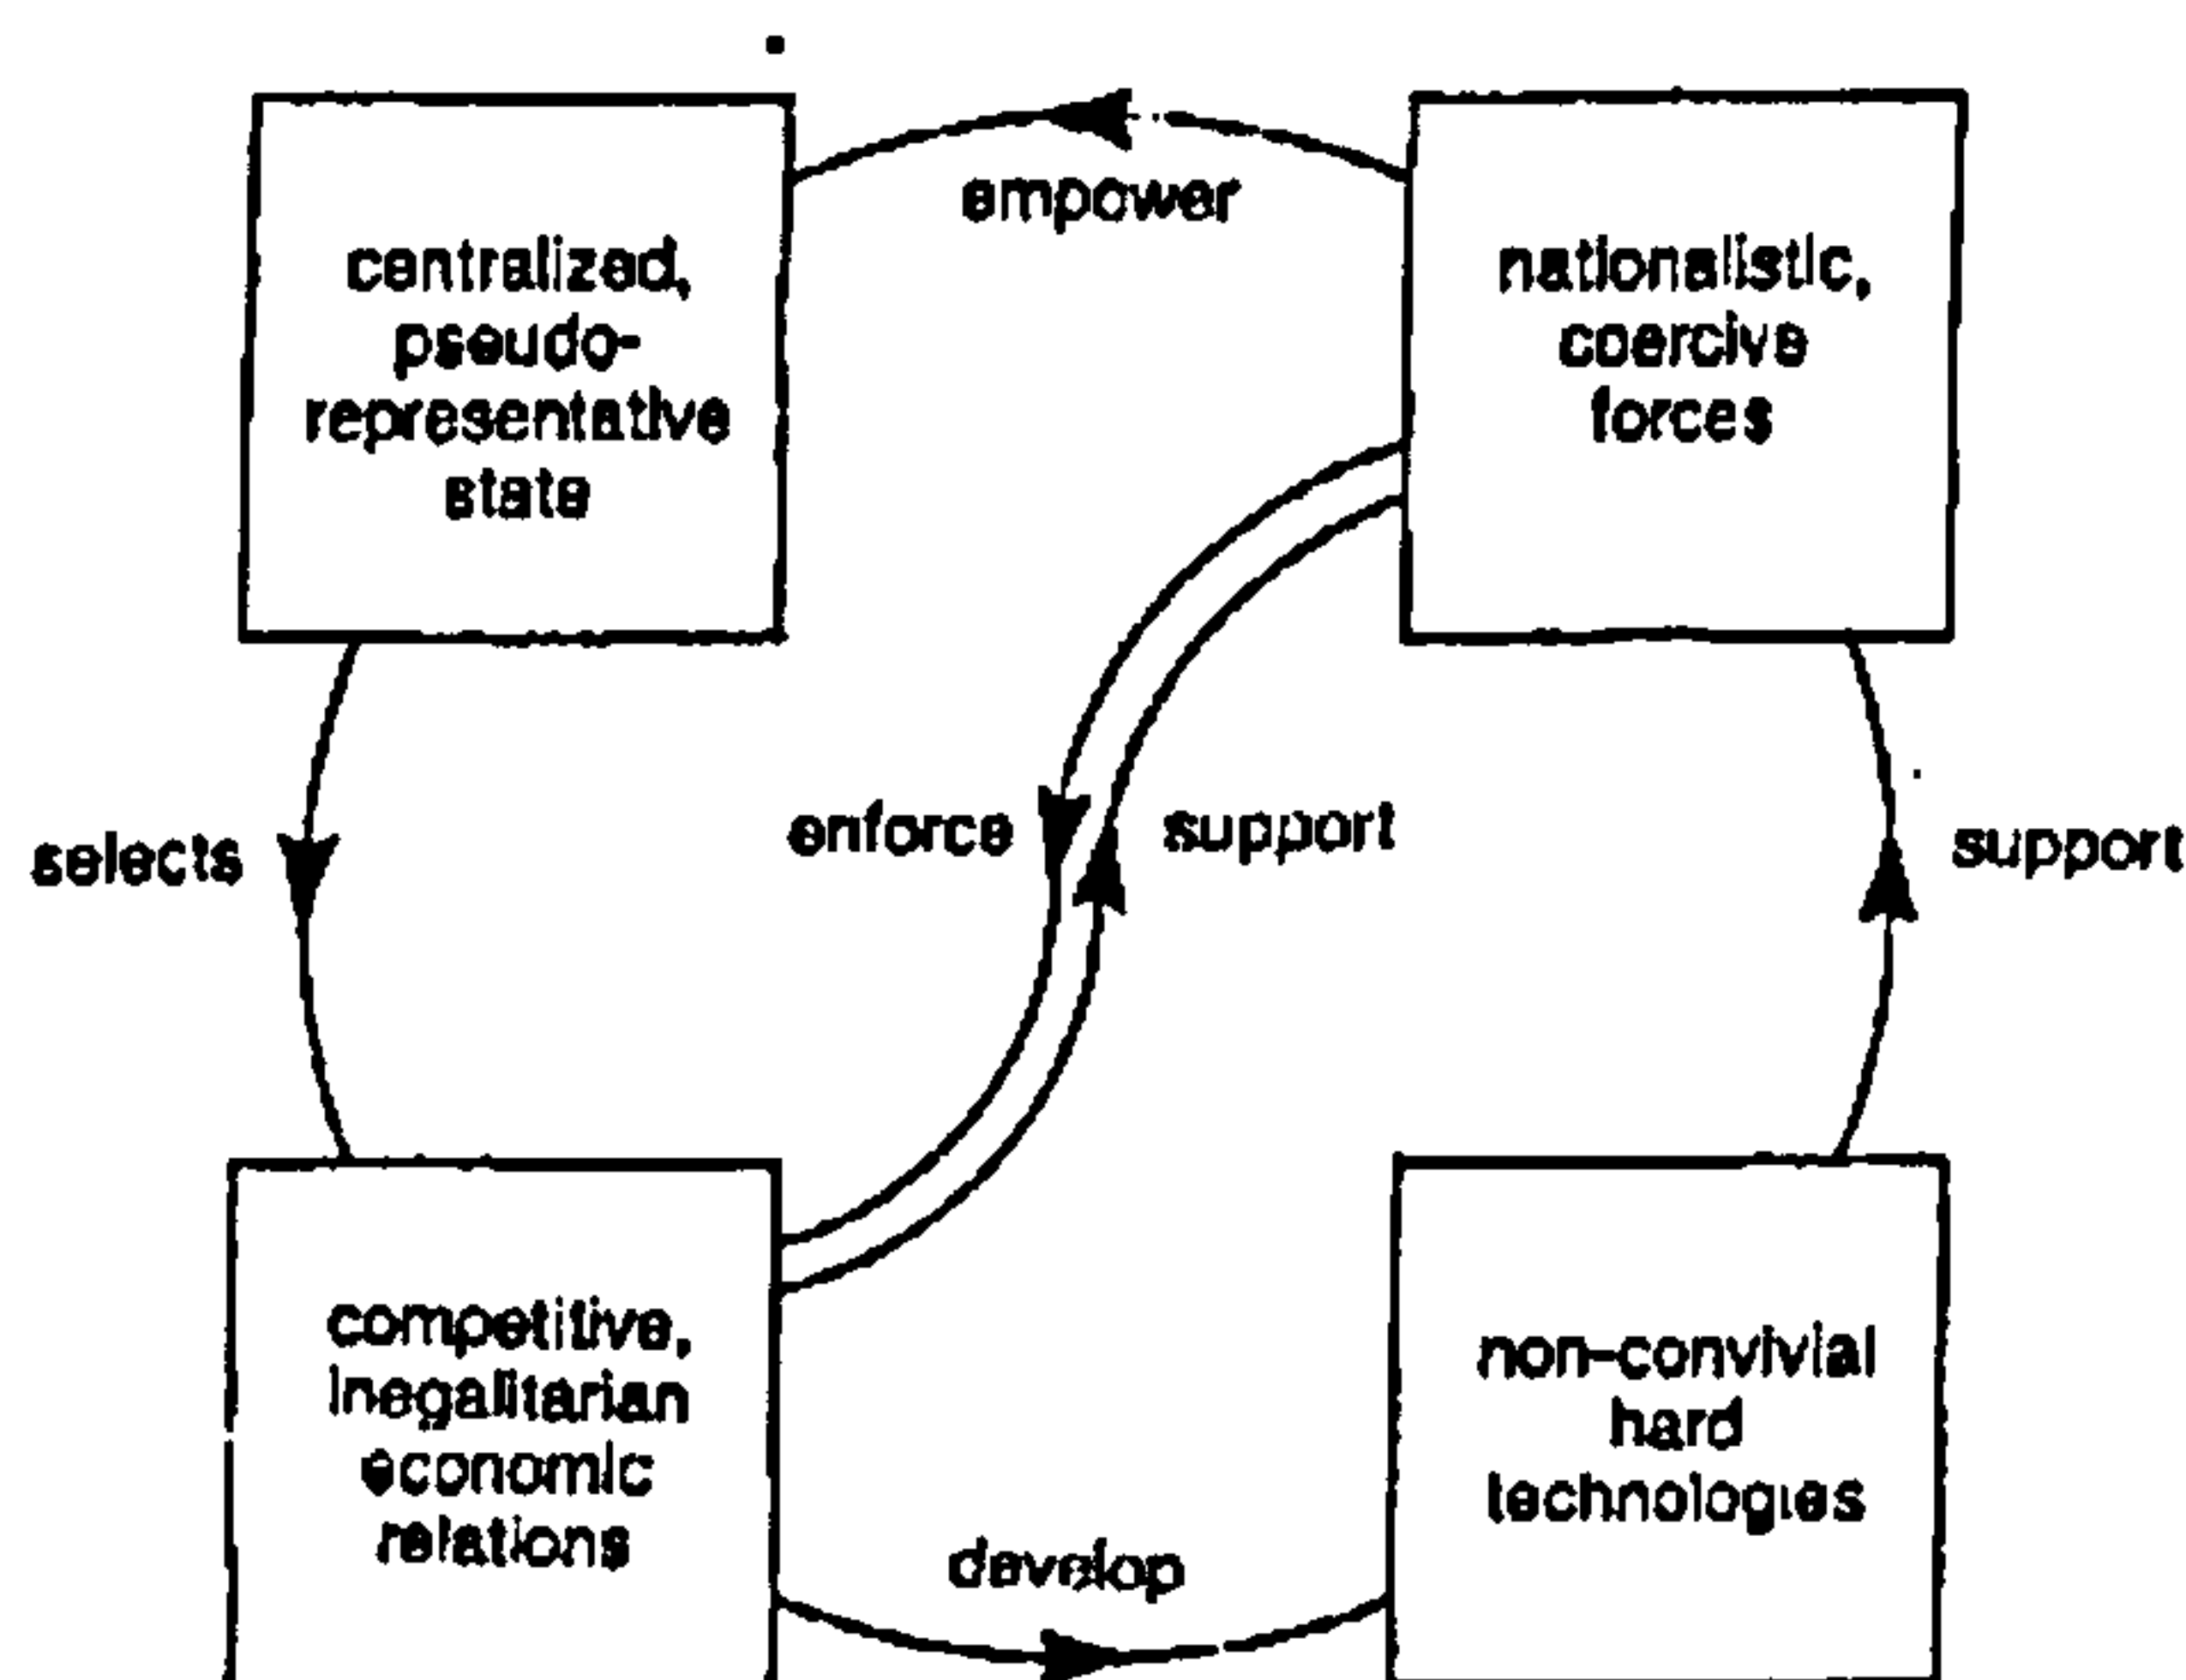 empower
centralized,
pseudo-
representative
state
nationalistic,
coercive
forces
selects
enforce
support
support
competitive,
inegalitarian
economic
relations
non-convivial
hard
technologies
develop